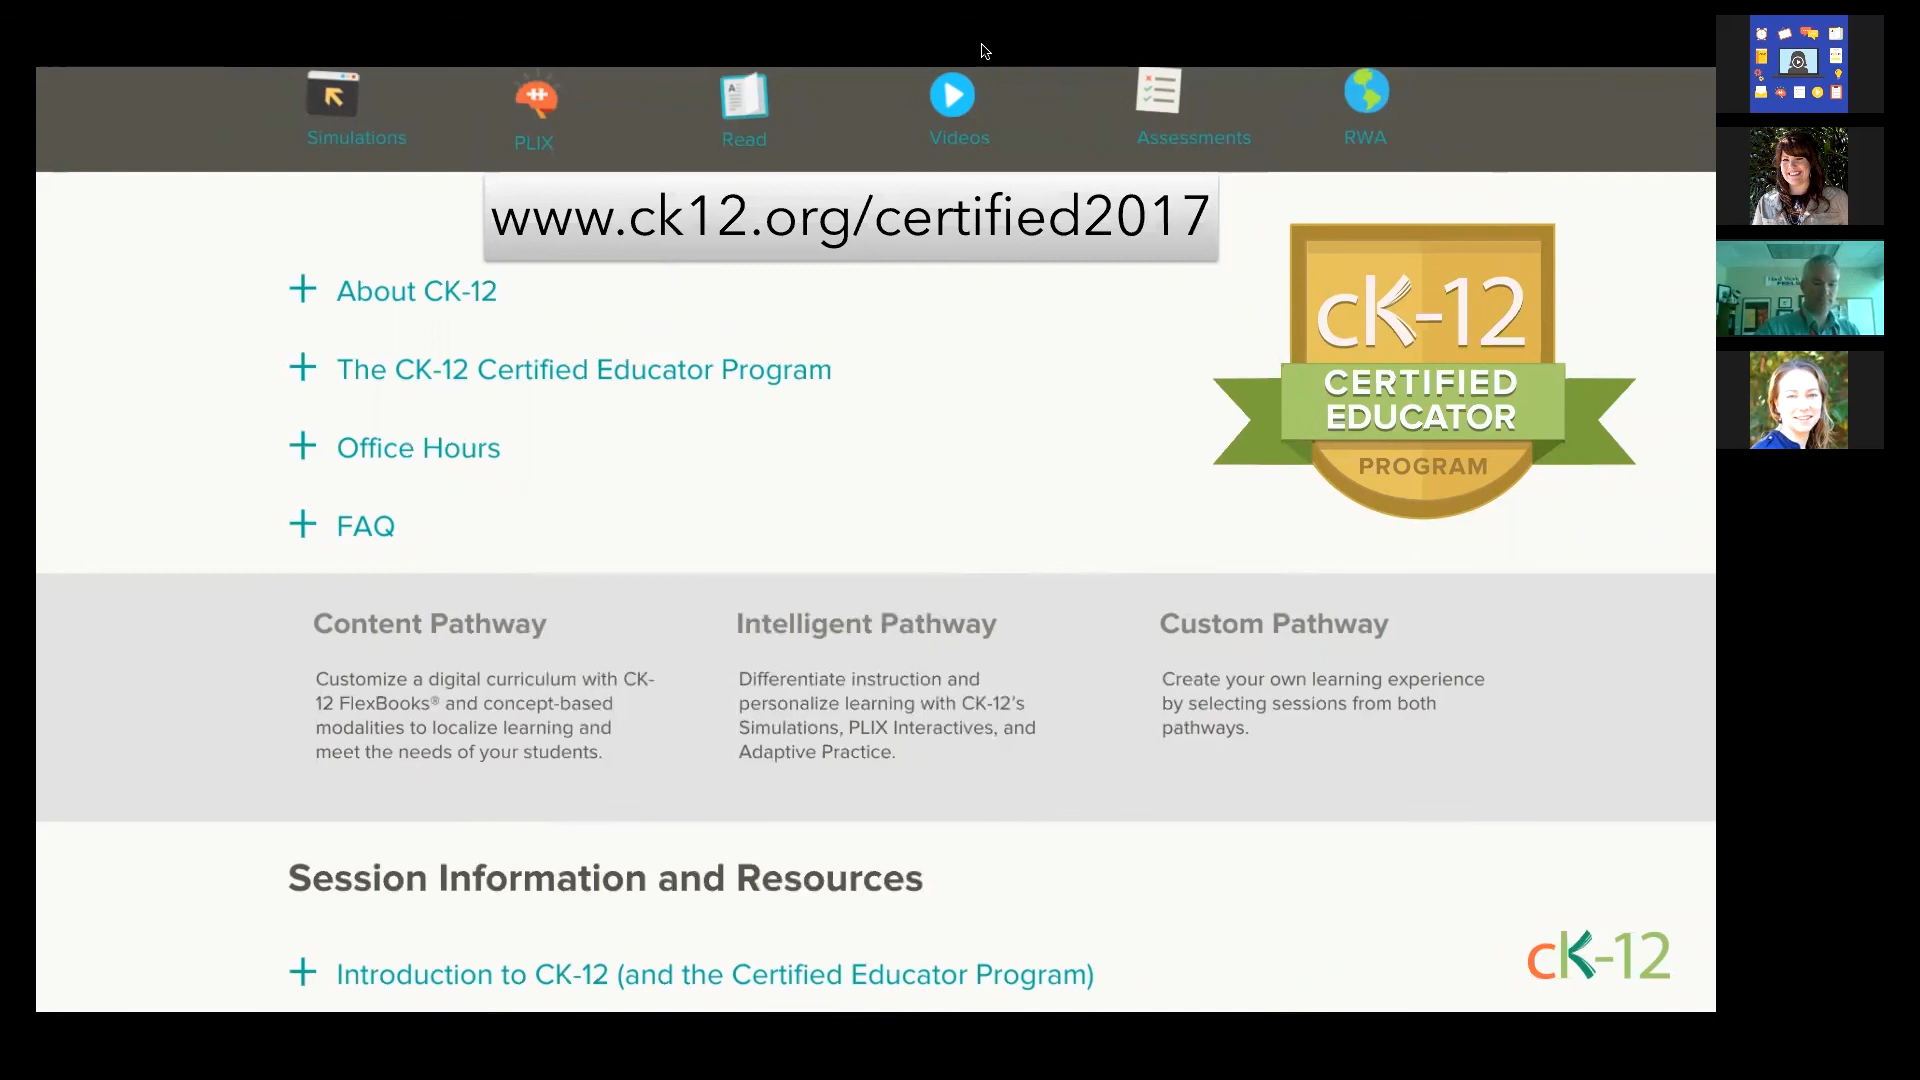 Simulations
PLIX
Read
Videos
Assessments
RWA
www.ck12.org/certified2017
+ About CK-12
+ The CK-12 Certified Educator Program
+ Office Hours
+ FAQ
cK-12
CERTIFIED
EDUCATOR
PROGRAM
Content Pathway
Customize a digital curriculum with CK-
12 FlexBooks® and concept-based
modalities to localize learning and
meet the needs of your students.
Intelligent Pathway
Differentiate instruction and
personalize learning with CK-12's
Simulations, PLIX Interactives, and
Adaptive Practice.
Custom Pathway
Create your own learning experience
by selecting sessions from both
pathways.
Session Information and Resources
+ Introduction to CK-12 (and the Certified Educator Program)
cK-12